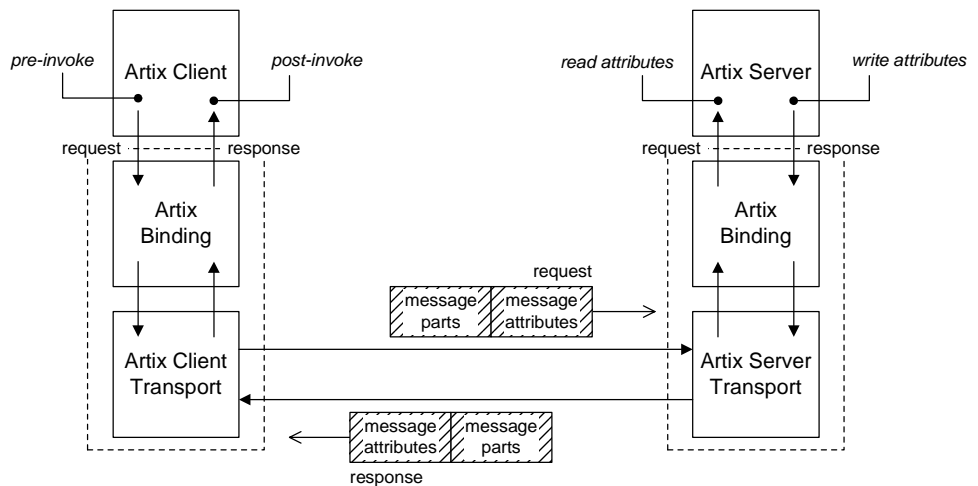 pre-invoke
Artix Client
post-invoke
read attributes
Artix Server
write attributes
request
response
request
response
Artix
Binding
Artix
Binding
request
message
parts
message
attributes
Artix Client
Transport
Artix Server
Transport
message
attributes
message
parts
response